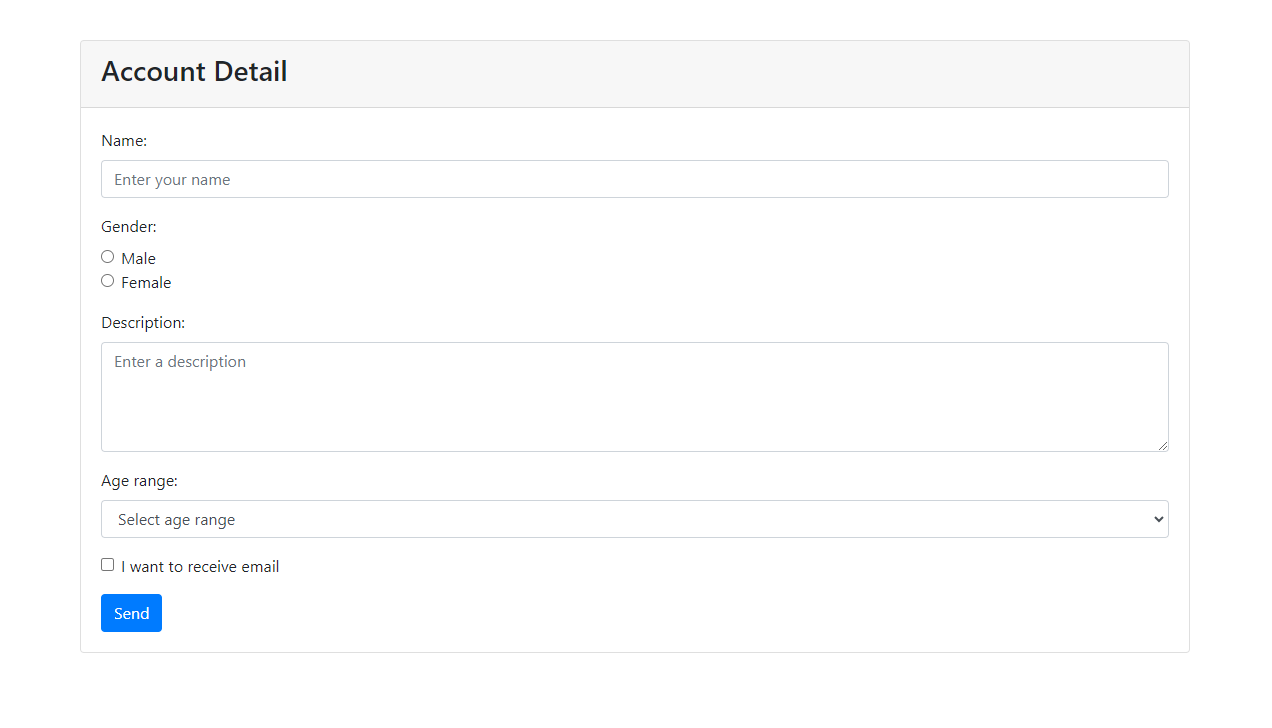 Account Detail
Name:
Enter your name
Gender:
Male
Female
Description:
Enter a description
Age range:
Select age range
I want to receive email
Send